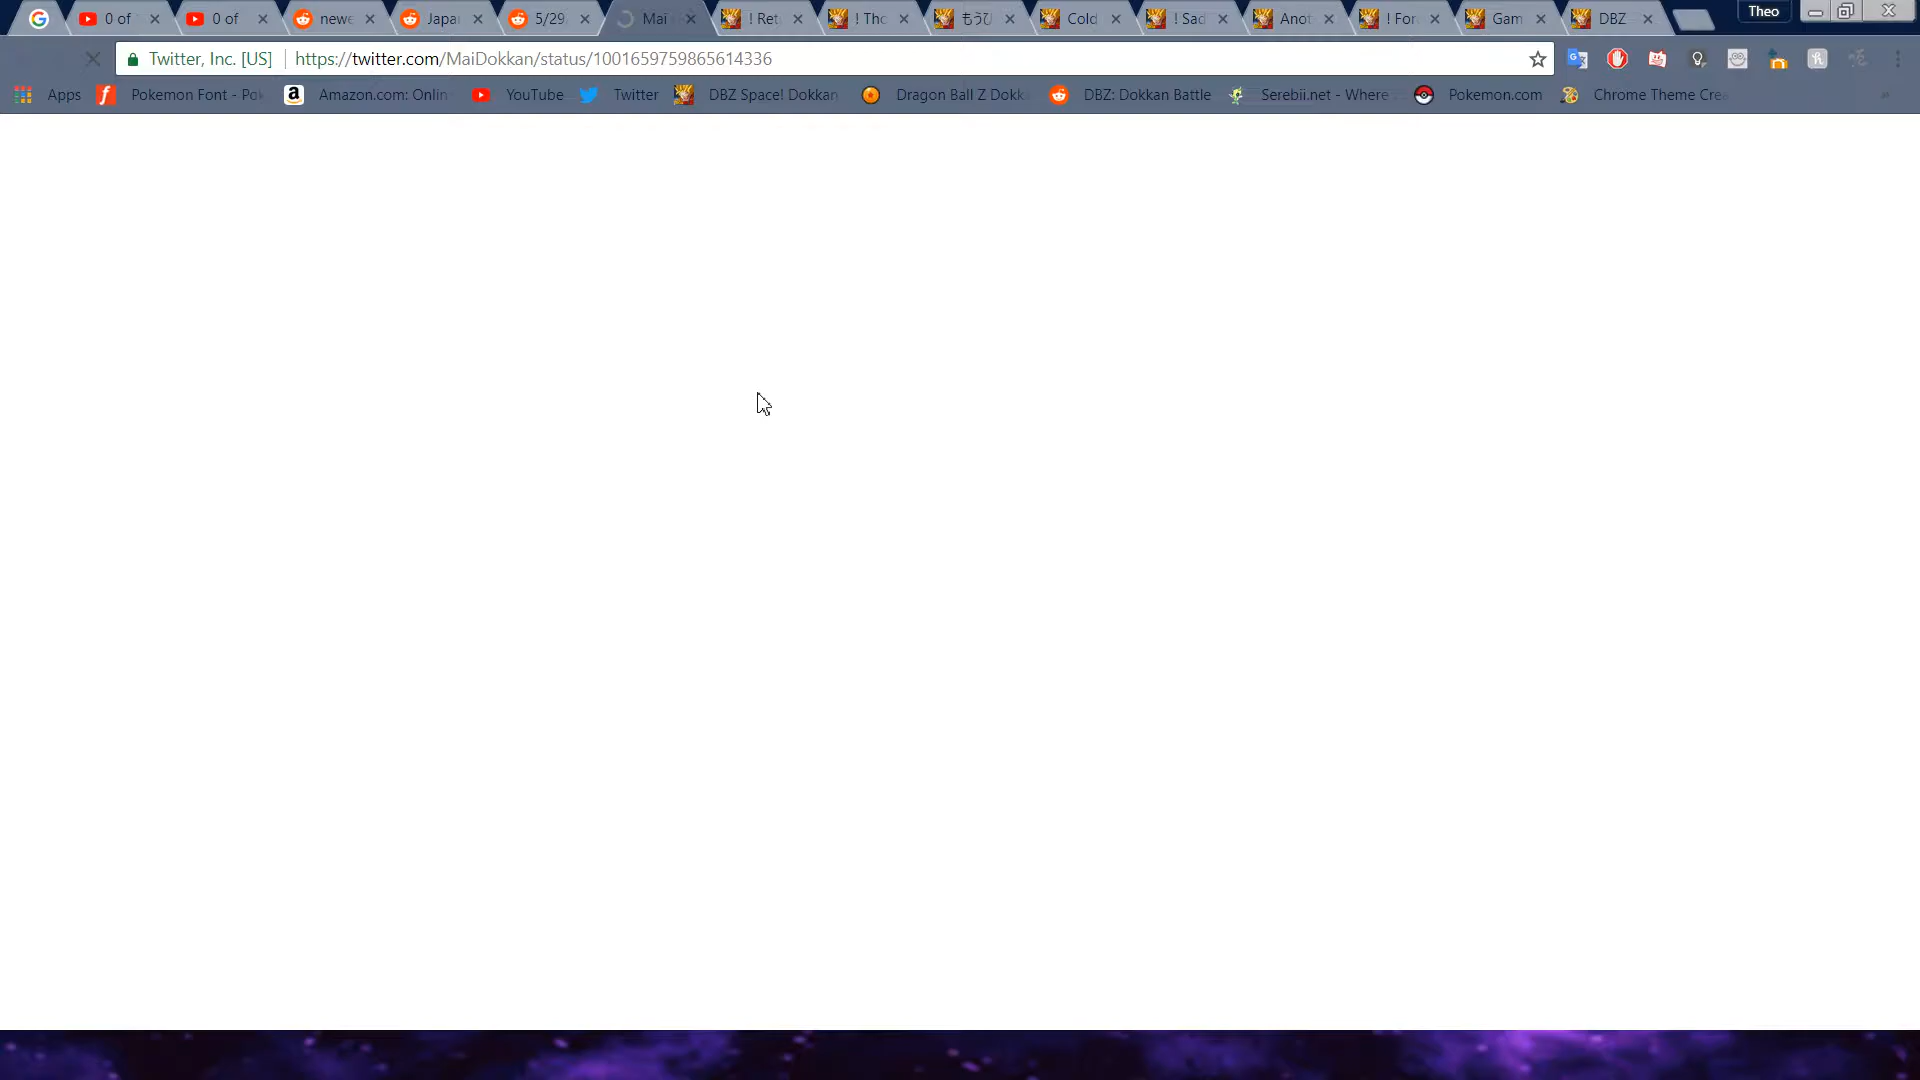 0 of 0 of newe Japa 5/29 Mai ! Ret ! Tho もうひ Cold ! Sad Anot ! For Gam DBZ Theo
Twitter, Inc. [US] https://twitter.com/MaiDokkan/status/1001659759865614336
Apps Pokemon Font - Po Amazon.com: Onlin YouTube Twitter DBZ Space! Dokkan Dragon Ball Z Dokk DBZ: Dokkan Battle Serebii.net - Where Pokemon.com Chrome Theme Crea